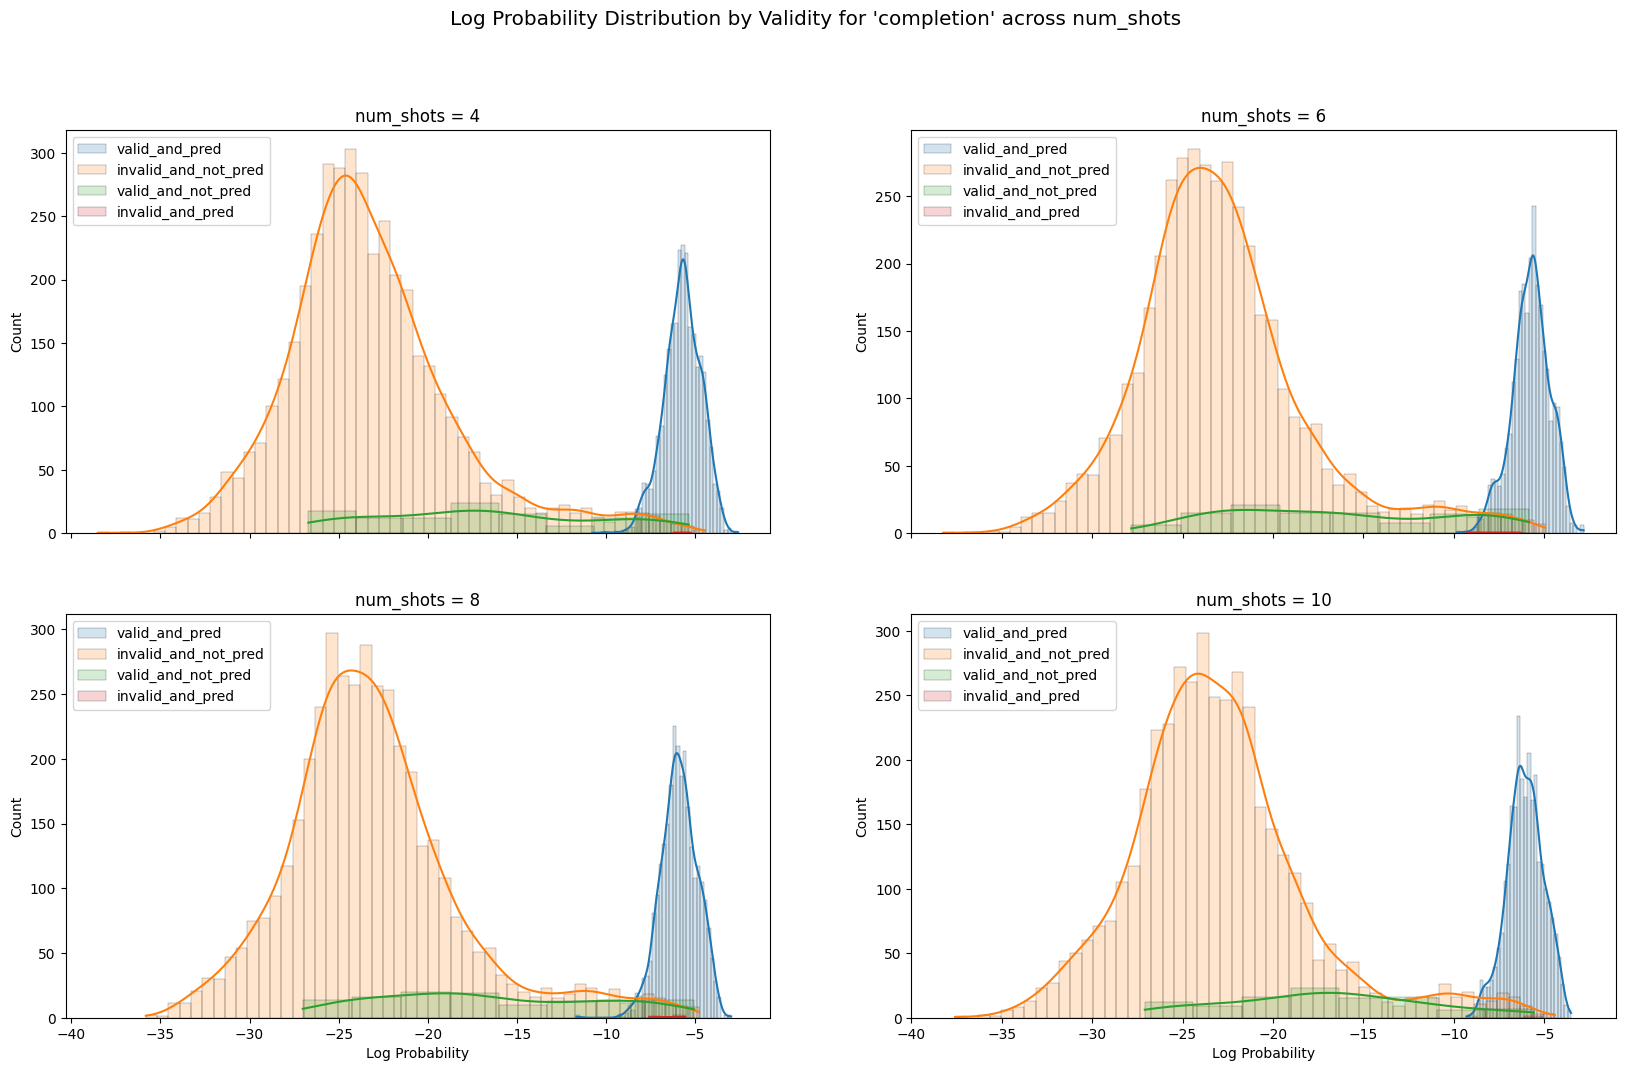 Log Probability Distribution by Validity for 'completion' across num_shots
num_shots = 4
valid_and_pred
invalid_and_not_pred
valid_and_not_pred
invalid_and_pred
300
250
200
150
100
50
0
Count
num_shots = 6
valid_and_pred
invalid_and_not_pred
valid_and_not_pred
invalid_and_pred
250
200
150
100
50
0
Count
num_shots = 8
valid_and_pred
invalid_and_not_pred
valid_and_not_pred
invalid_and_pred
300
250
200
150
100
50
0
Count
−40 −35 −30 −25 −20 −15 −10 −5
Log Probability
num_shots = 10
valid_and_pred
invalid_and_not_pred
valid_and_not_pred
invalid_and_pred
300
250
200
150
100
50
0
Count
−40 −35 −30 −25 −20 −15 −10 −5
Log Probability